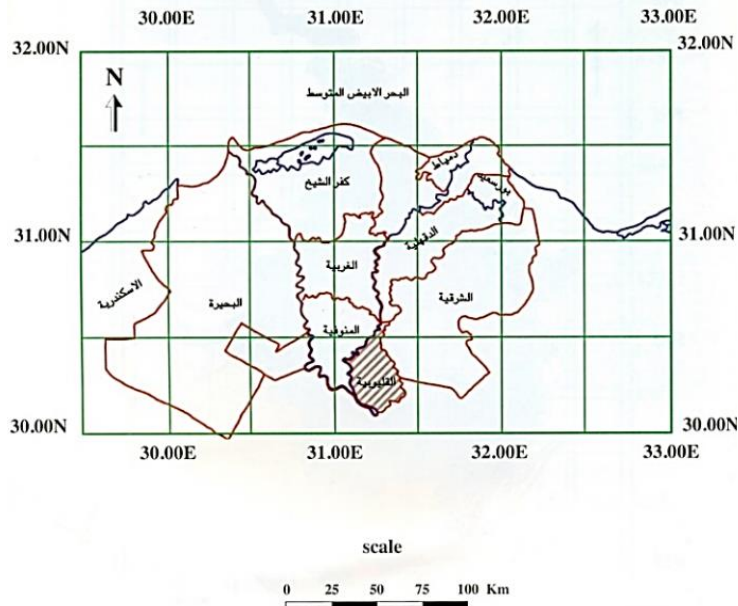 30.00E 31.00E 32.00E 33.00E
32.00N 32.00N
N
البحر الابيض المتوسط
دمياط
بورسعيد
كفر الشيخ
الدقهلية
31.00N 31.00N
الغربية
الاسكندرية
البحيرة
الشرقية
المنوفية
القليوبية
30.00N 30.00N
30.00E 31.00E 32.00E 33.00E
scale
0 25 50 75 100 Km